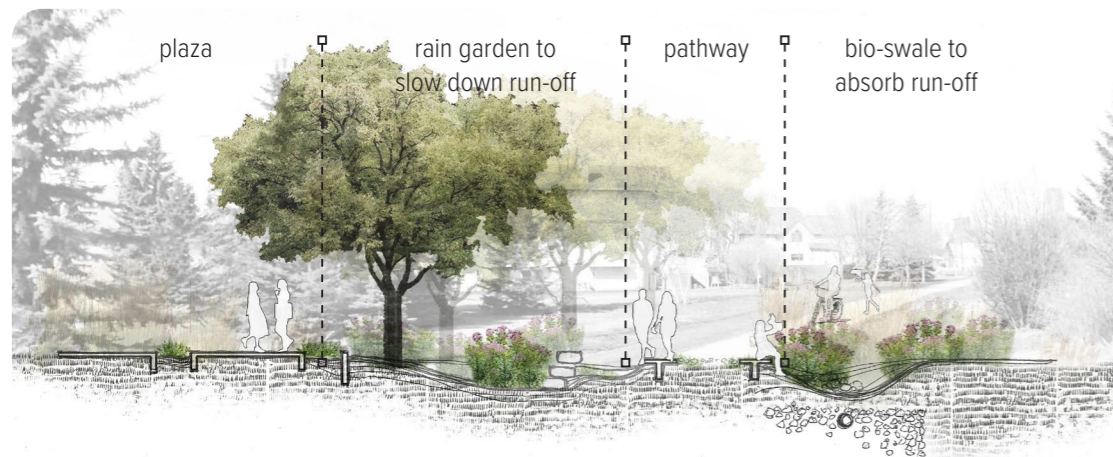 plaza
rain garden to
slow down run-off
pathway
bio-swale to
absorb run-off